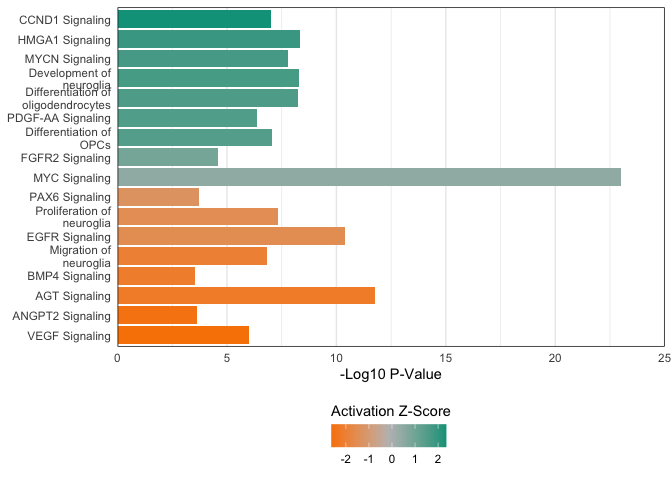 CCND1 Signaling
HMGA1 Signaling
MYCN Signaling
Development of
neuroglia
Differentiation of
oligodendrocytes
PDGF-AA Signaling
Differentiation of
OPCs
FGFR2 Signaling
MYC Signaling
PAX6 Signaling
Proliferation of
neuroglia
EGFR Signaling
Migration of
neuroglia
BMP4 Signaling
AGT Signaling
ANGPT2 Signaling
VEGF Signaling
0 5 10 15 20 25
-Log10 P-Value
Activation Z-Score
-2 -1 0 1 2